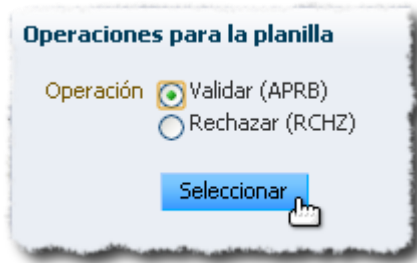 Operaciones para la planilla
Operación Validar (APRB)
Rechazar (RCHZ)
Seleccionar